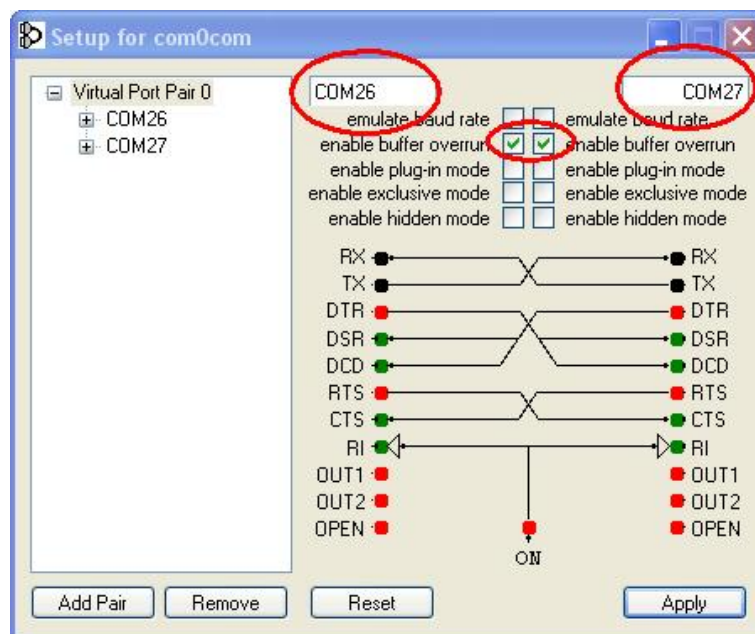 Setup for com0com
Virtual Port Pair 0
COM26
COM27
COM26 COM27
emulate baud rate emulate baud rate
enable buffer overrun enable buffer overrun
enable plug-in mode enable plug-in mode
enable exclusive mode enable exclusive mode
enable hidden mode enable hidden mode
RX RX
TX TX
DTR DTR
DSR DSR
DCD DCD
RTS RTS
CTS CTS
RI RI
OUT1 OUT1
OUT2 OUT2
OPEN OPEN
ON
Add Pair Remove Reset Apply